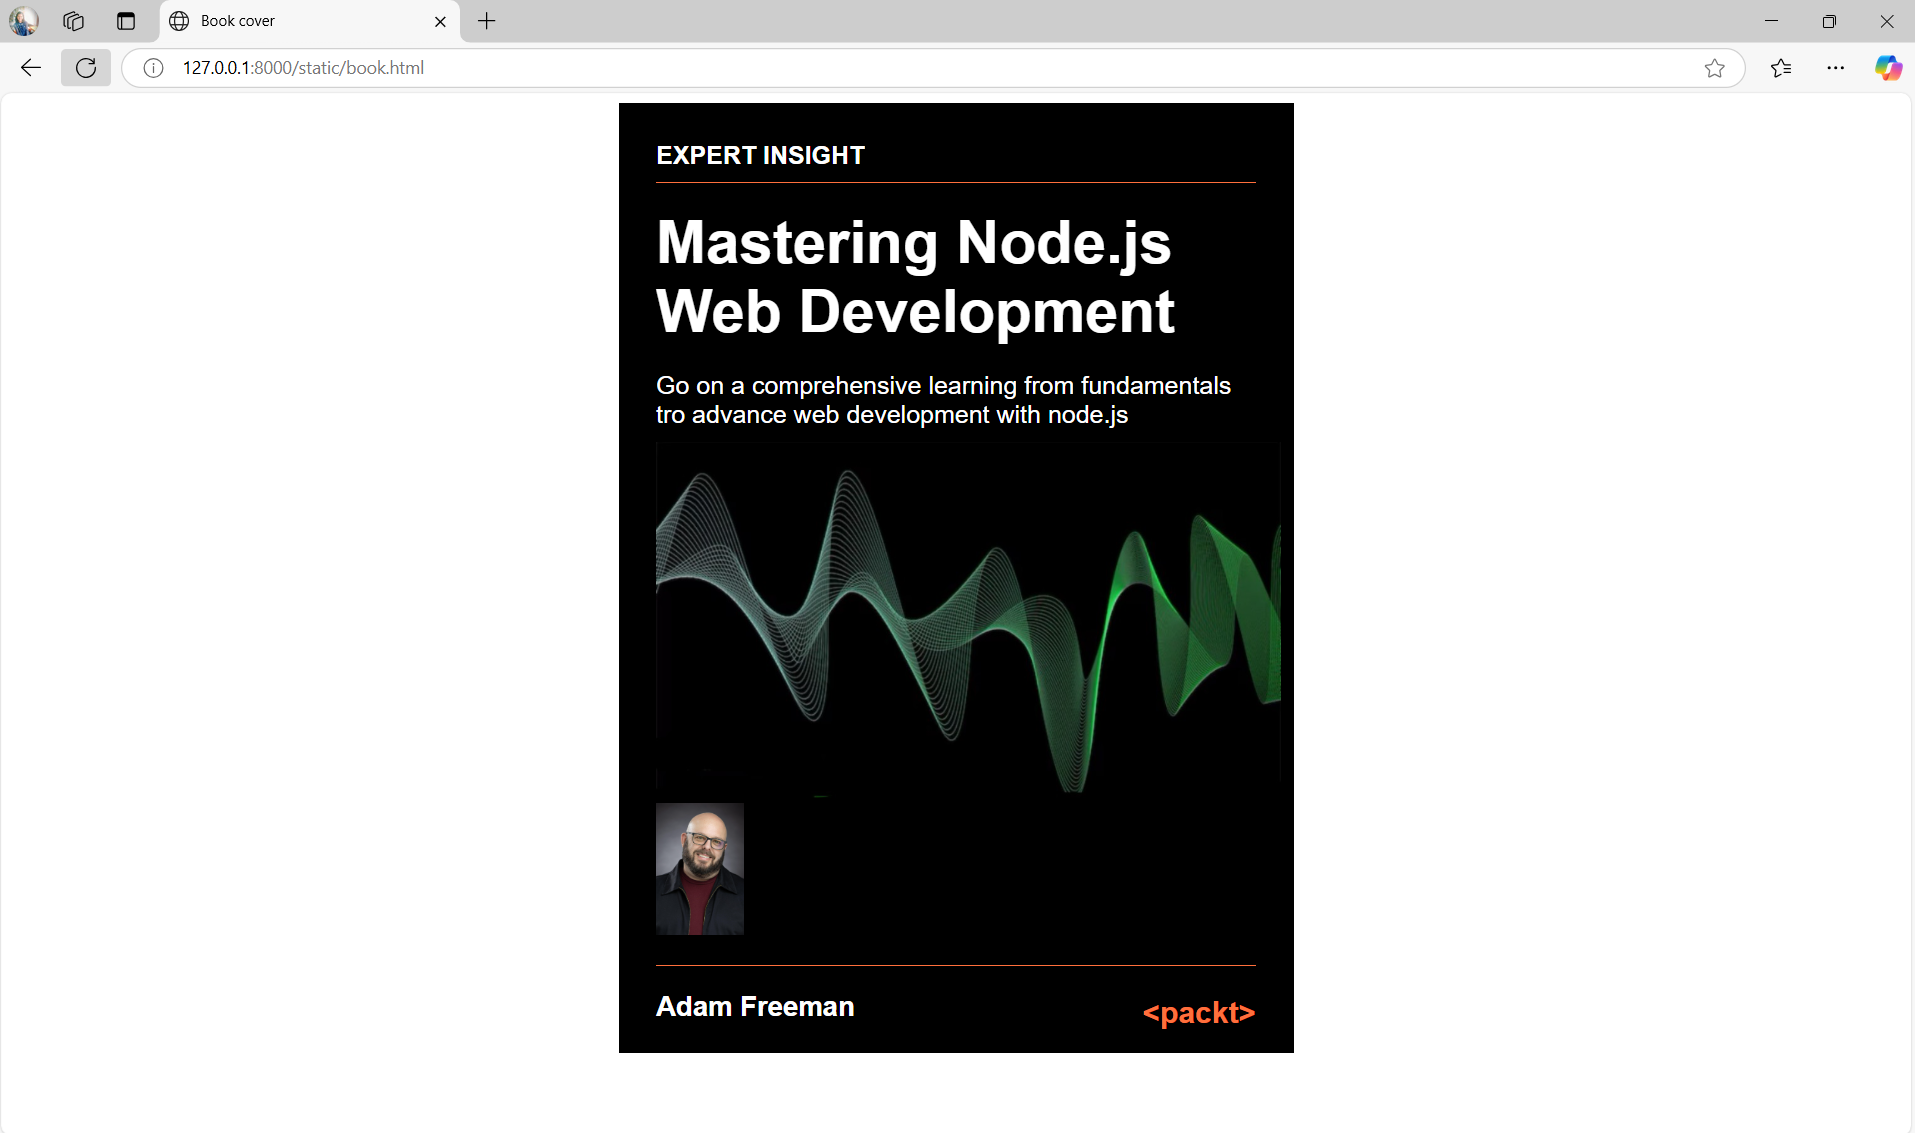 Book cover
127.0.0.1:8000/static/book.html
EXPERT INSIGHT
Mastering Node.js
Web Development
Go on a comprehensive learning from fundamentals
tro advance web development with node.js
Adam Freeman
<packt>